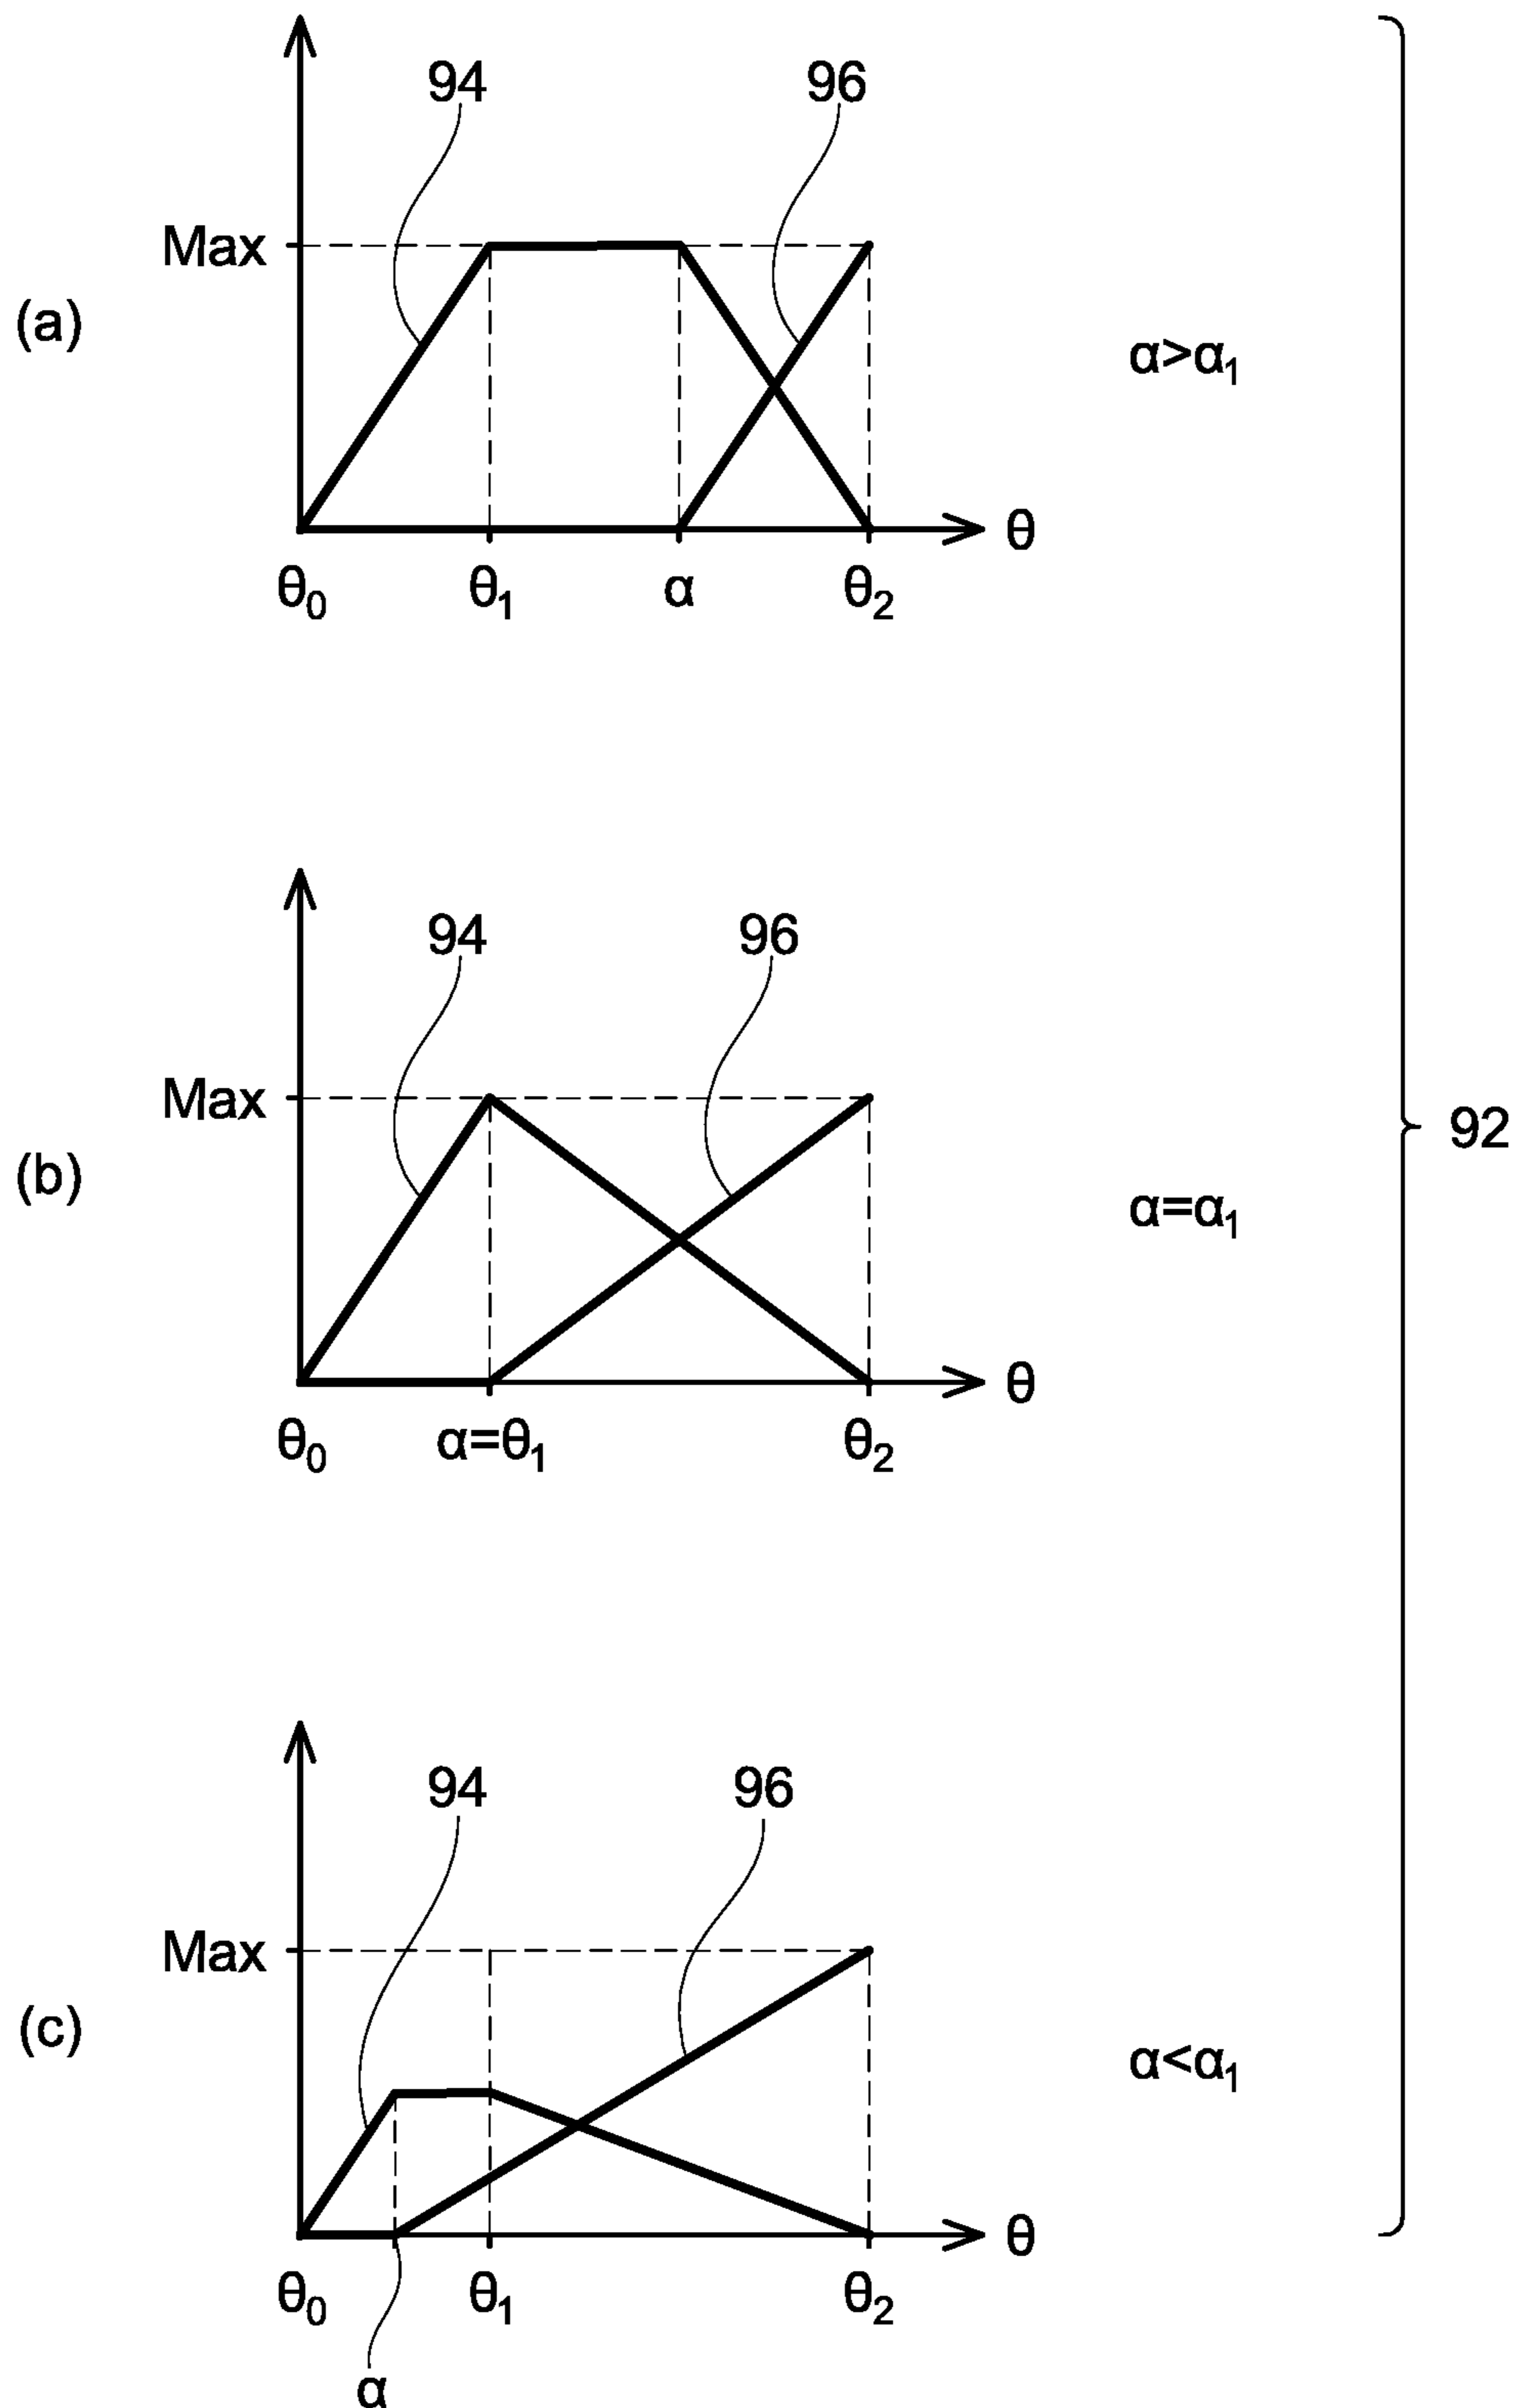 94 96
Max
(a)
α>α₁
θ
θ₀ θ₁ α θ₂
94 96
Max
(b)
α=α₁
92
θ
θ₀ α=θ₁ θ₂
94 96
Max
(c)
α<α₁
θ
θ₀ θ₁ θ₂
α